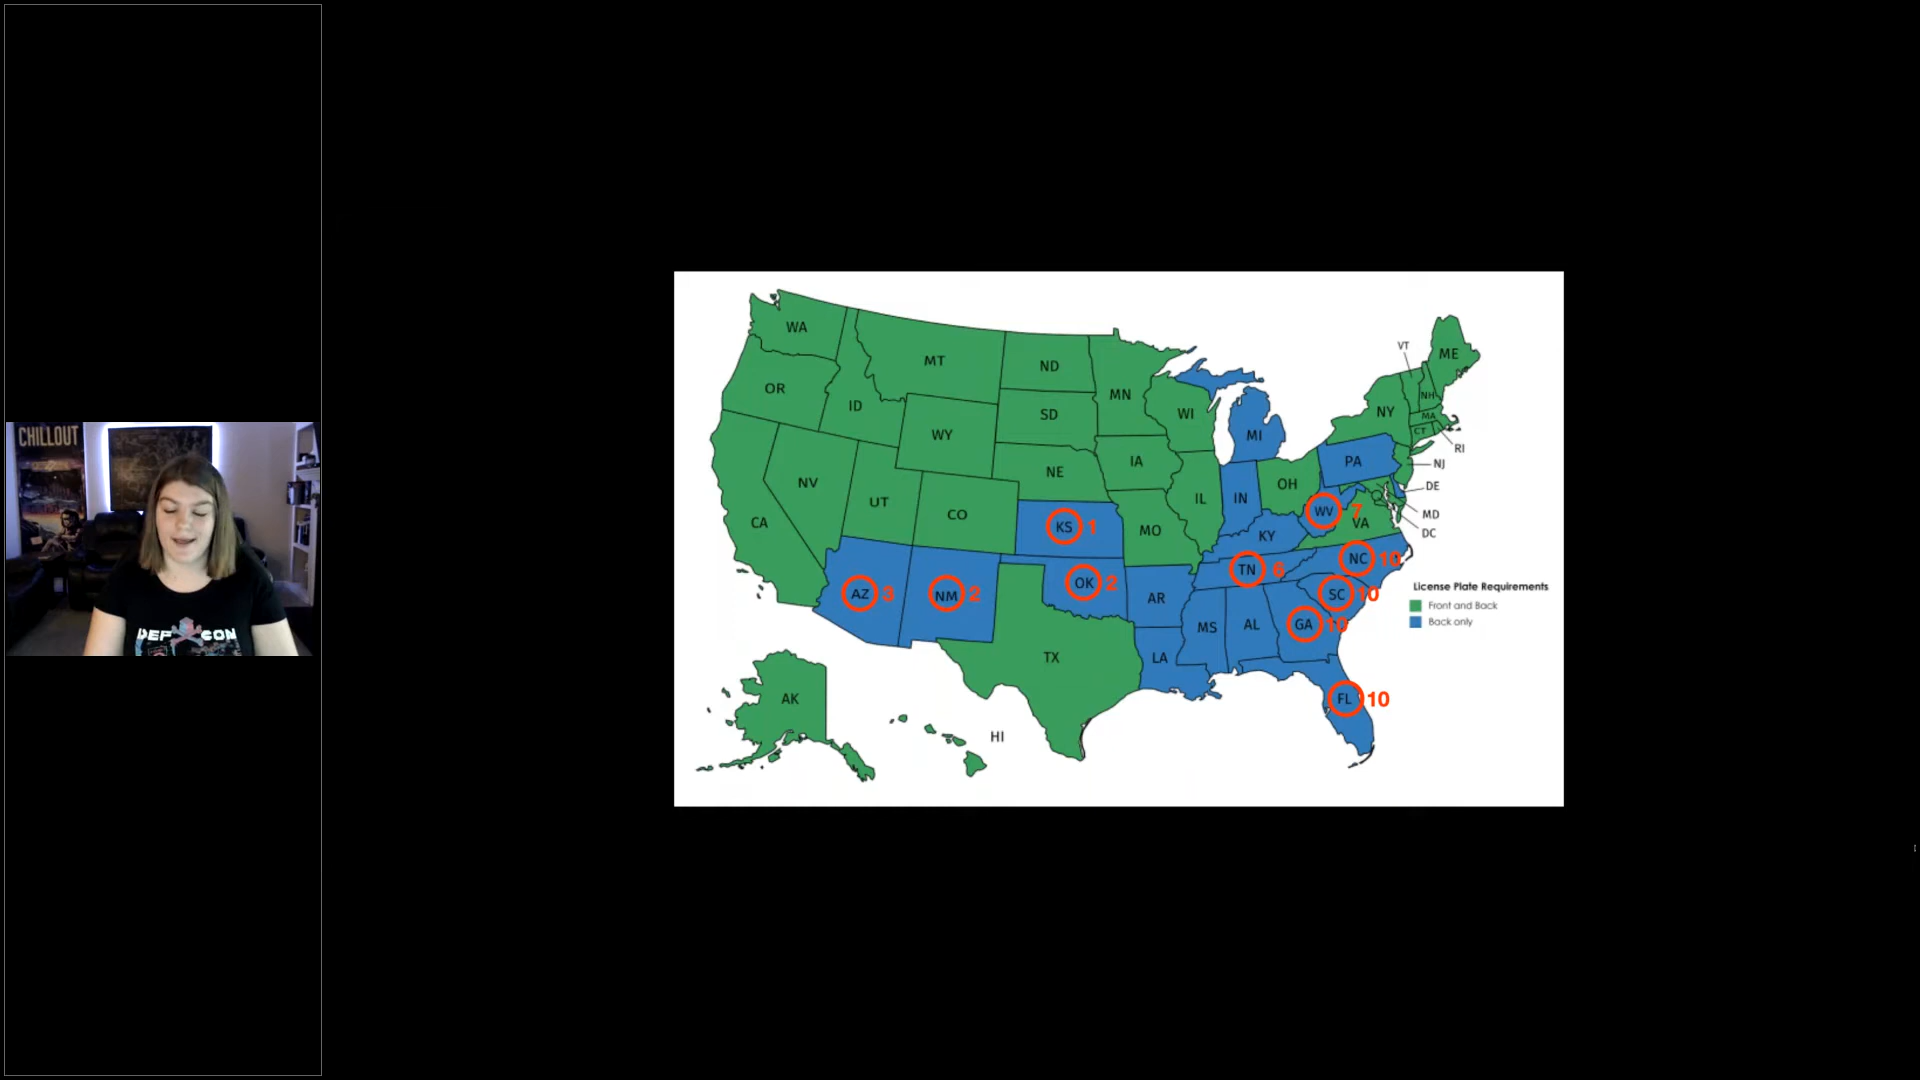 CHILLOUT
DEF CON
WA
MT
ND
MN
VT
ME
OR
ID
SD
WI
NY
NH
MA
CT
RI
WY
MI
NV
UT
CO
NE
IA
IL
IN
OH
PA
NJ
DE
MD
DC
CA
KS 1
MO
KY
WV 7
VA
AZ 3
NM 2
OK 2
AR
TN 6
NC 10
SC 10
GA 10
MS
AL
TX
LA
FL 10
AK
HI
License Plate Requirements
Front and Back
Back only